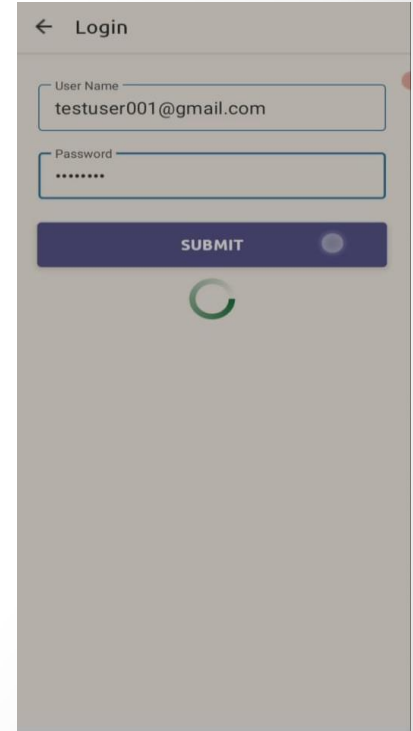 Login
User Name
testuser001@gmail.com
Password
••••••••
SUBMIT